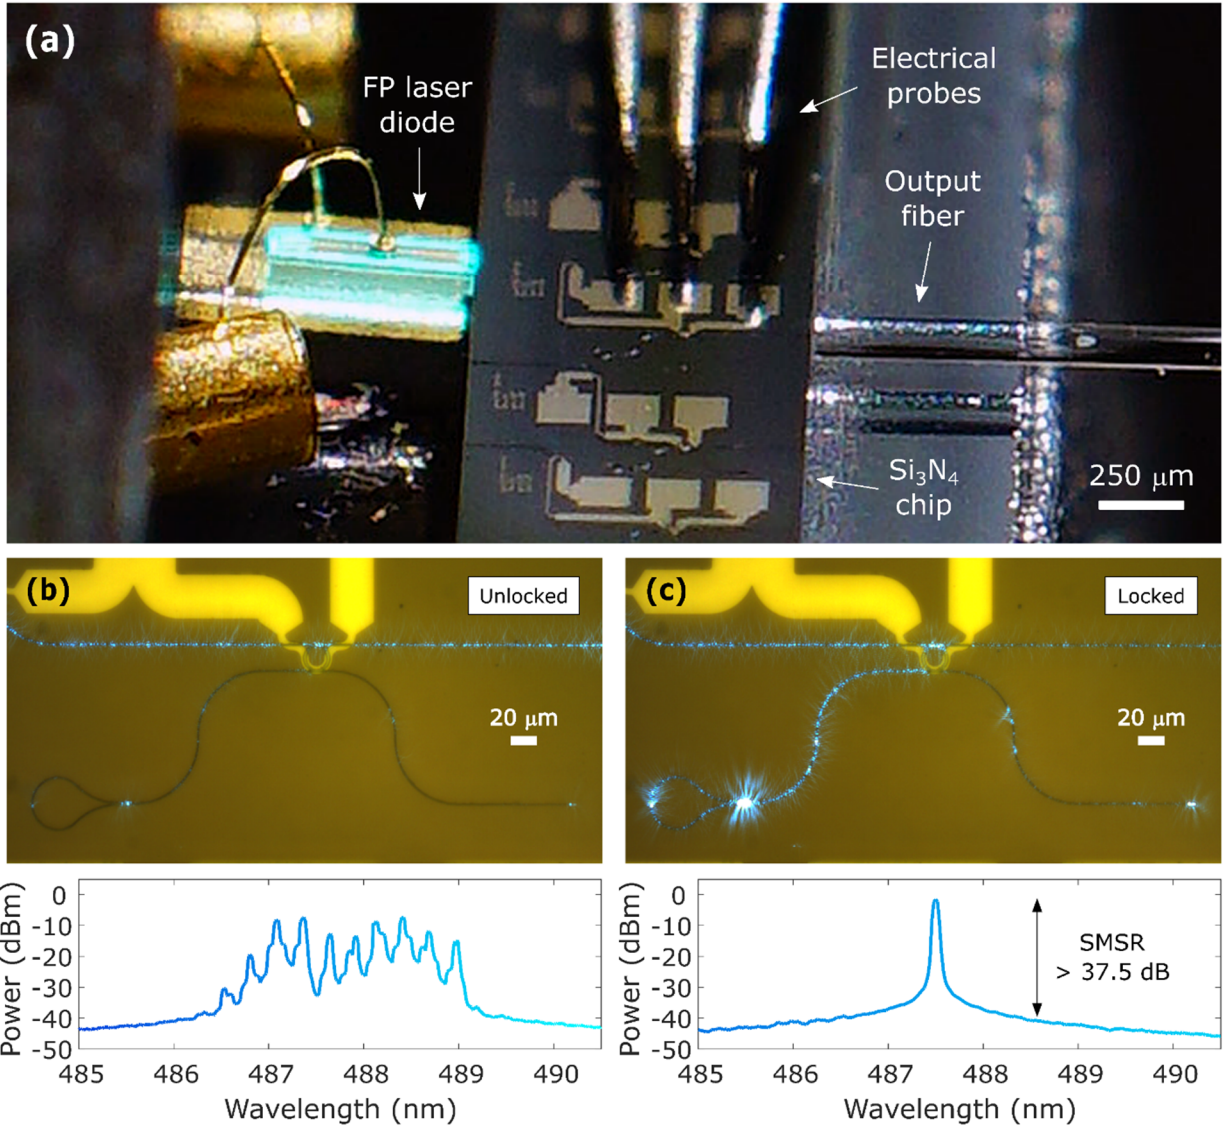 (a)
FP laser
diode
Electrical
probes
Output
fiber
Si₃N₄
chip
250 μm
(b)
Unlocked
20 μm
(c)
Locked
20 μm
0
-10
-20
-30
-40
-50
Power (dBm)
485 486 487 488 489 490
Wavelength (nm)
0
-10
-20
-30
-40
-50
Power (dBm)
SMSR
> 37.5 dB
485 486 487 488 489 490
Wavelength (nm)